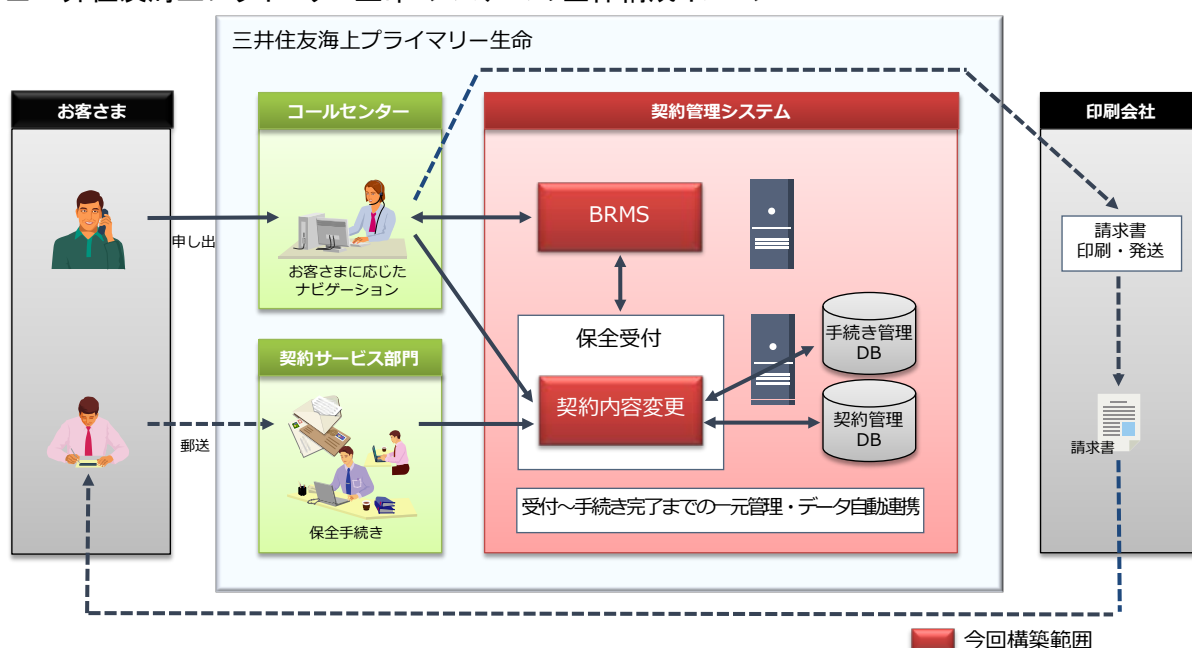 三井住友海上プライマリー生命
お客さま
コールセンター
契約管理システム
印刷会社
BRMS
申し出
お客さまに応じた
ナビゲーション
請求書
印刷・発送
保全受付
手続き管理
DB
契約サービス部門
契約内容変更
契約管理
DB
郵送
請求書
保全手続き
受付～手続き完了までの一元管理・データ自動連携
今回構築範囲